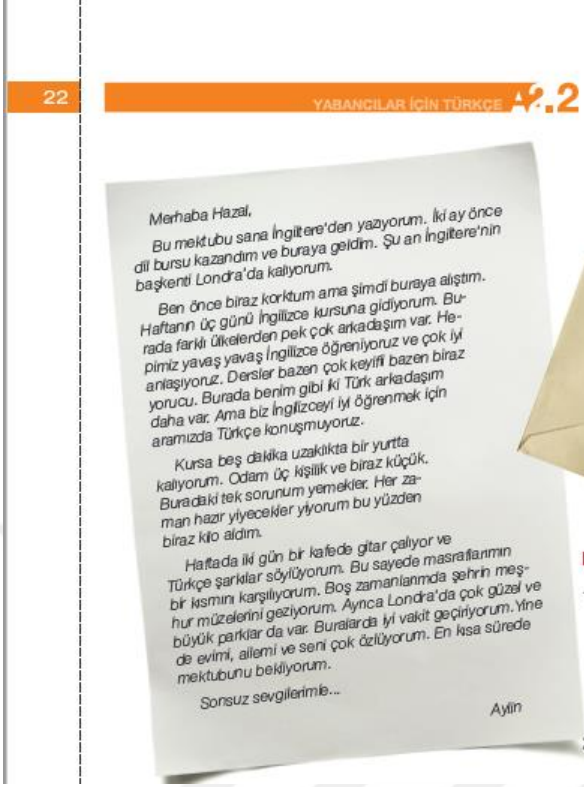 22
YABANCILAR İÇİN TÜRKÇE A2.2
Merhaba Hazal,
Bu mektubu sana İngiltere'den yazıyorum. İki ay önce
dil bursu kazandım ve buraya geldim. Şu an İngiltere'nin
başkenti Londra'da kalıyorum.
Ben önce biraz korktum ama şimdi buraya alıştım.
Haftanın üç günü İngilizce kursuna gidiyorum. Bu-
rada farklı ülkelerden pek çok arkadaşım var. He-
pimiz yavaş yavaş İngilizce öğreniyoruz ve çok iyi
anlaşıyoruz. Dersler bazen çok keyifli bazen biraz
yorucu. Burada benim gibi iki Türk arkadaşım
daha var. Ama biz İngilizceyi iyi öğrenmek için
aramızda Türkçe konuşmuyoruz.
Kursa beş dakika uzaklıkta bir yurtta
kalıyorum. Odam üç kişilik ve biraz küçük.
Buradaki tek sorunum yemekler. Her za-
man hazır yiyecekler yiyorum bu yüzden
biraz kilo aldım.
Haftada iki gün bir kafede gitar çalıyor ve
Türkçe şarkılar söylüyorum. Bu sayede masraflarımın
bir kısmını karşılıyorum. Boş zamanlarımda şehrin meş-
hur müzelerini geziyorum. Ayrıca Londra'da çok güzel ve
büyük parklar da var. Buralarda iyi vakit geçiriyorum. Yine
de evimi, ailemi ve seni çok özlüyorum. En kısa sürede
mektubunu bekliyorum.
Sonsuz sevgilerimle...
Aylin